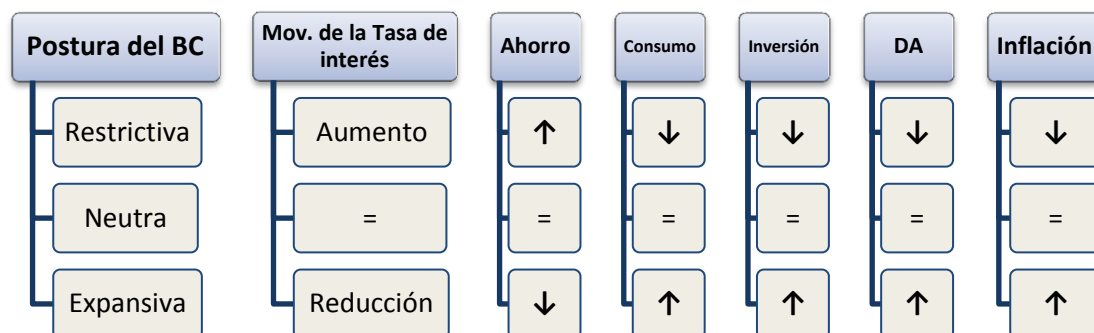 Postura del BC
Mov. de la Tasa de
interés
Ahorro
Consumo
Inversión
DA
Inflación
Restrictiva
Aumento
↑
↓
↓
↓
↓
Neutra
=
=
=
=
=
=
Expansiva
Reducción
↓
↑
↑
↑
↑